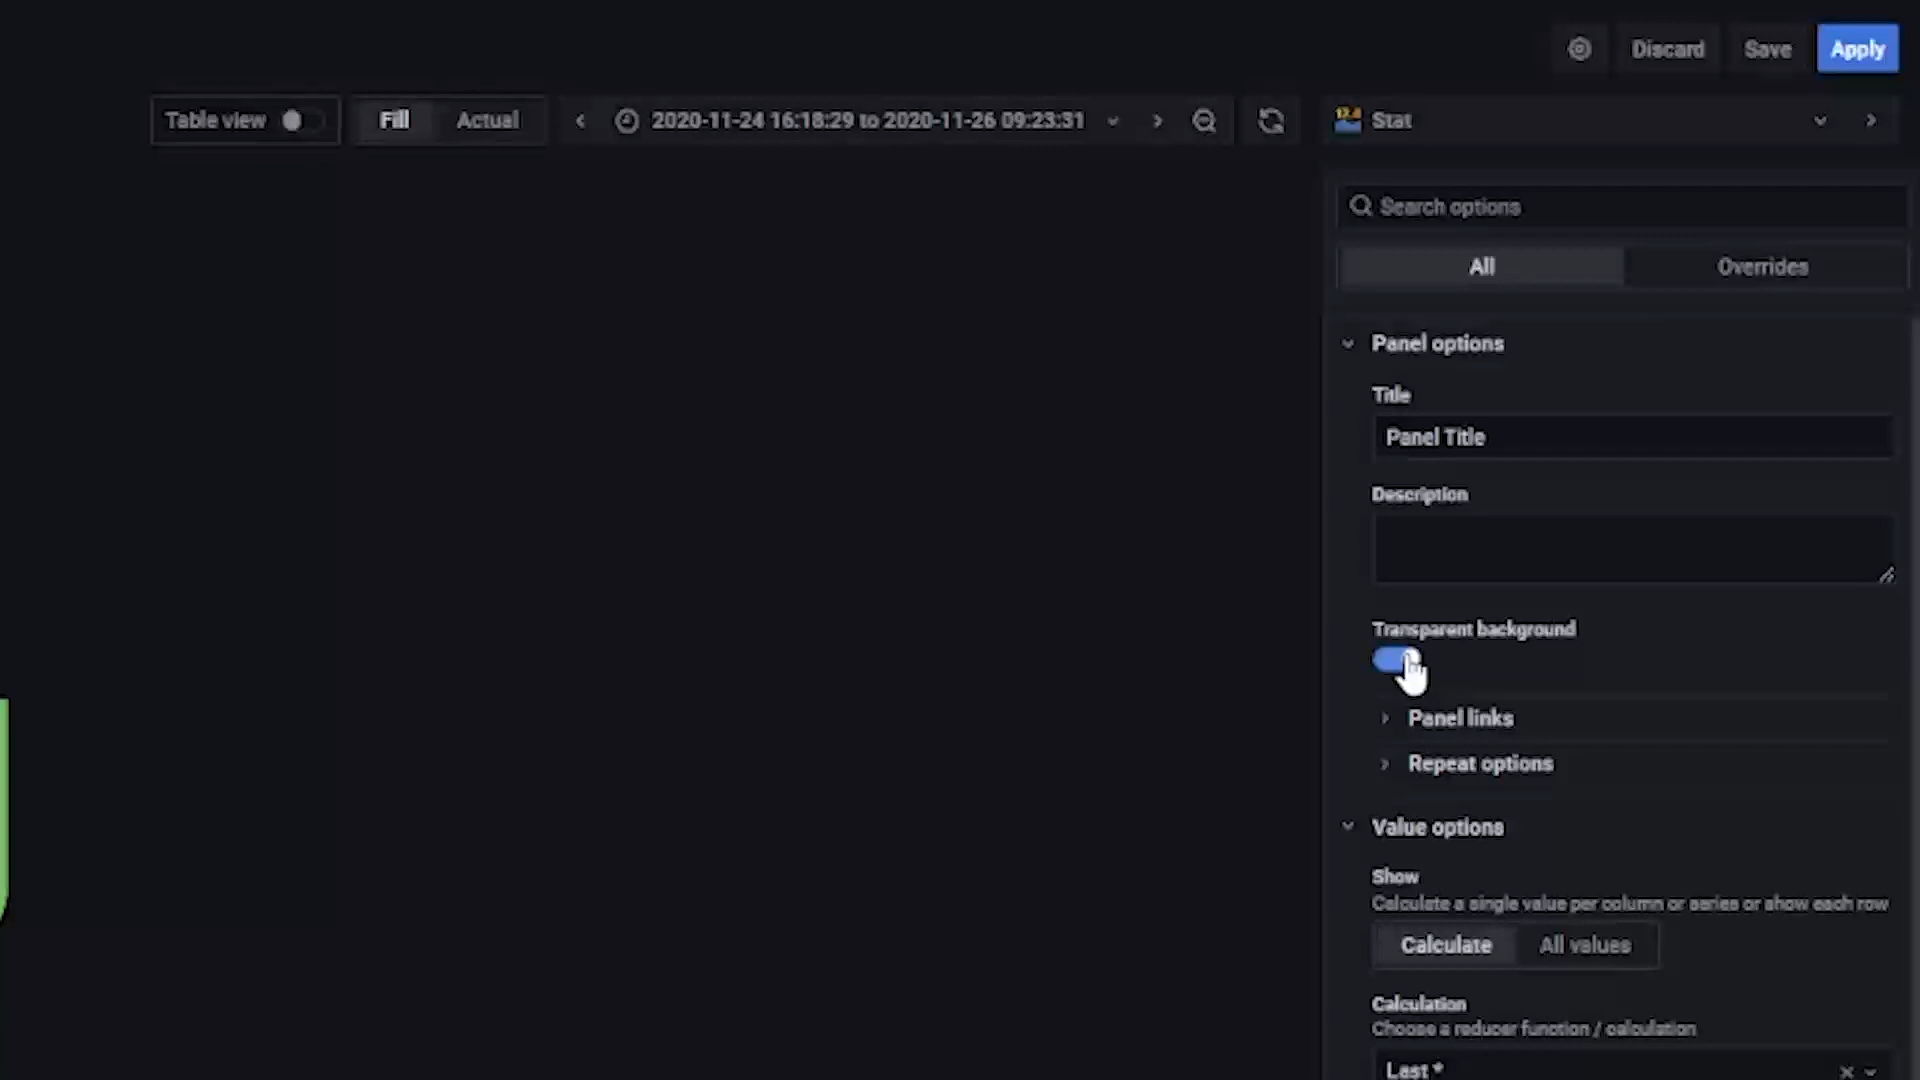 Discard Save Apply
Table view Fill Actual 2020-11-24 16:18:29 to 2020-11-26 09:23:31 12.4 Stat
Search options
All Overrides
Panel options
Title
Panel Title
Description
Transparent background
Panel links
Repeat options
Value options
Show
Calculate a single value per column or series or show each row
Calculate All values
Calculation
Choose a reducer function / calculation
Last *